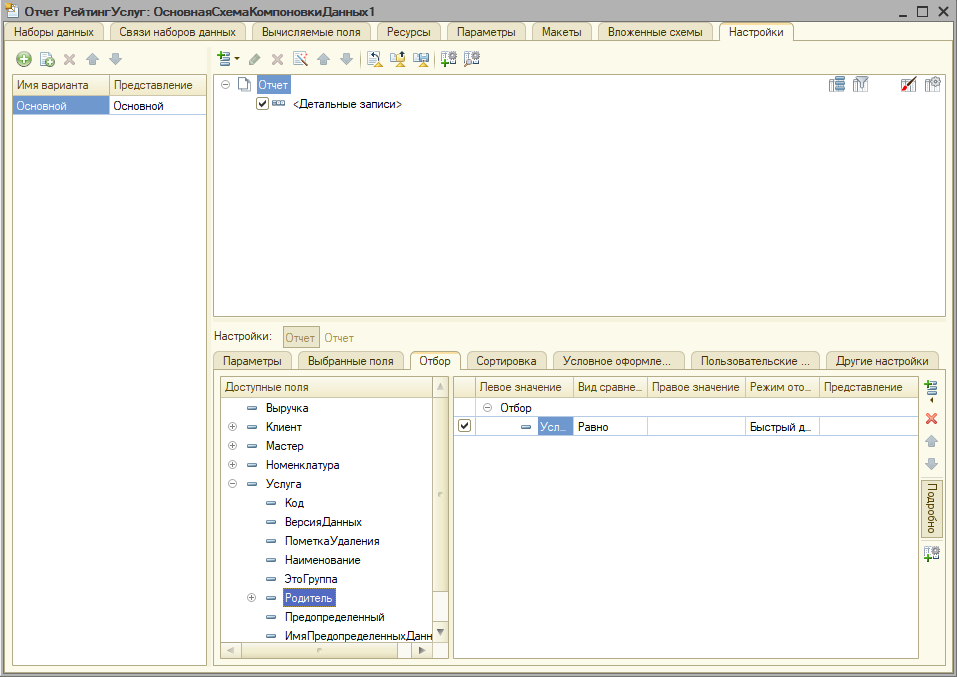 Отчет РейтингУслуг: ОсновнаяСхемаКомпоновкиДанных1
Наборы данных Связи наборов данных Вычисляемые поля Ресурсы Параметры Макеты Вложенные схемы Настройки
Имя варианта Представление
Основной Основной
Отчет
<Детальные записи>
Настройки: Отчет Отчет
Параметры Выбранные поля Отбор Сортировка Условное оформле... Пользовательские ... Другие настройки
Доступные поля
Выручка
Клиент
Мастер
Номенклатура
Услуга
Код
ВерсияДанных
ПометкаУдаления
Наименование
ЭтоГруппа
Родитель
Предопределенный
ИмяПредопределенныхДанн
Левое значение Вид сравне... Правое значение Режим ото... Представление
Отбор
Усл... Равно Быстрый д...
Подробно